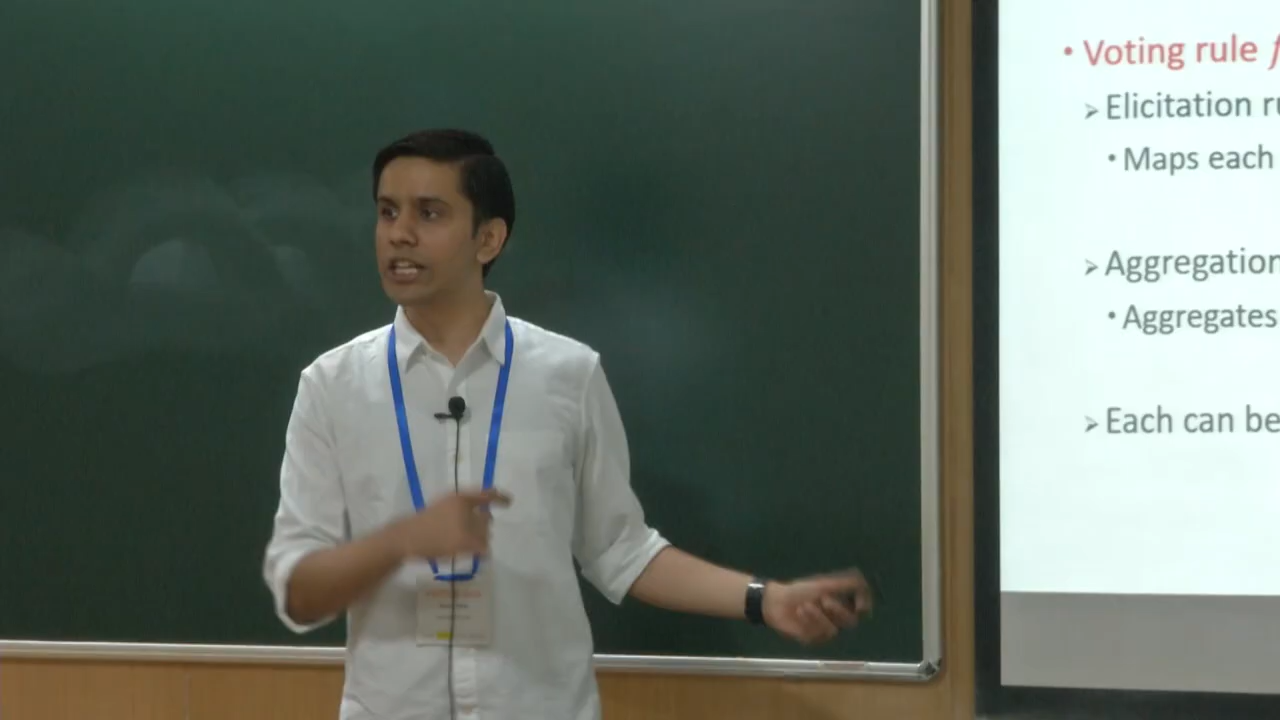 • Voting rule f
➢ Elicitation
• Maps each
➢ Aggregation
• Aggregates
➢ Each can be